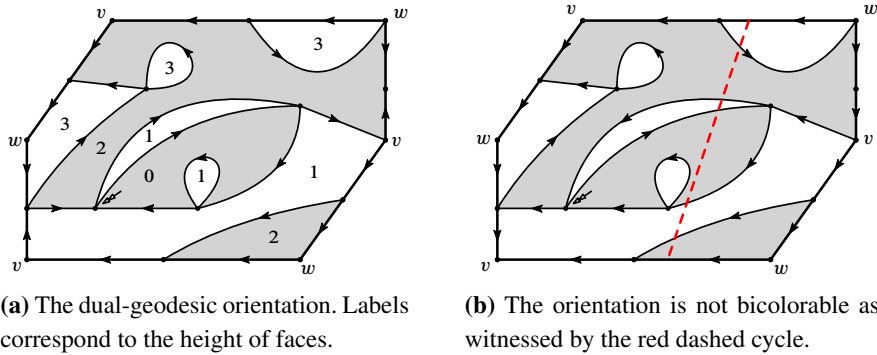 v w v w
3 3
3 1
w 2 w
v v
0 1 1
2
v w v w
(a) The dual-geodesic orientation. Labels (b) The orientation is not bicolorable as
correspond to the height of faces. witnessed by the red dashed cycle.